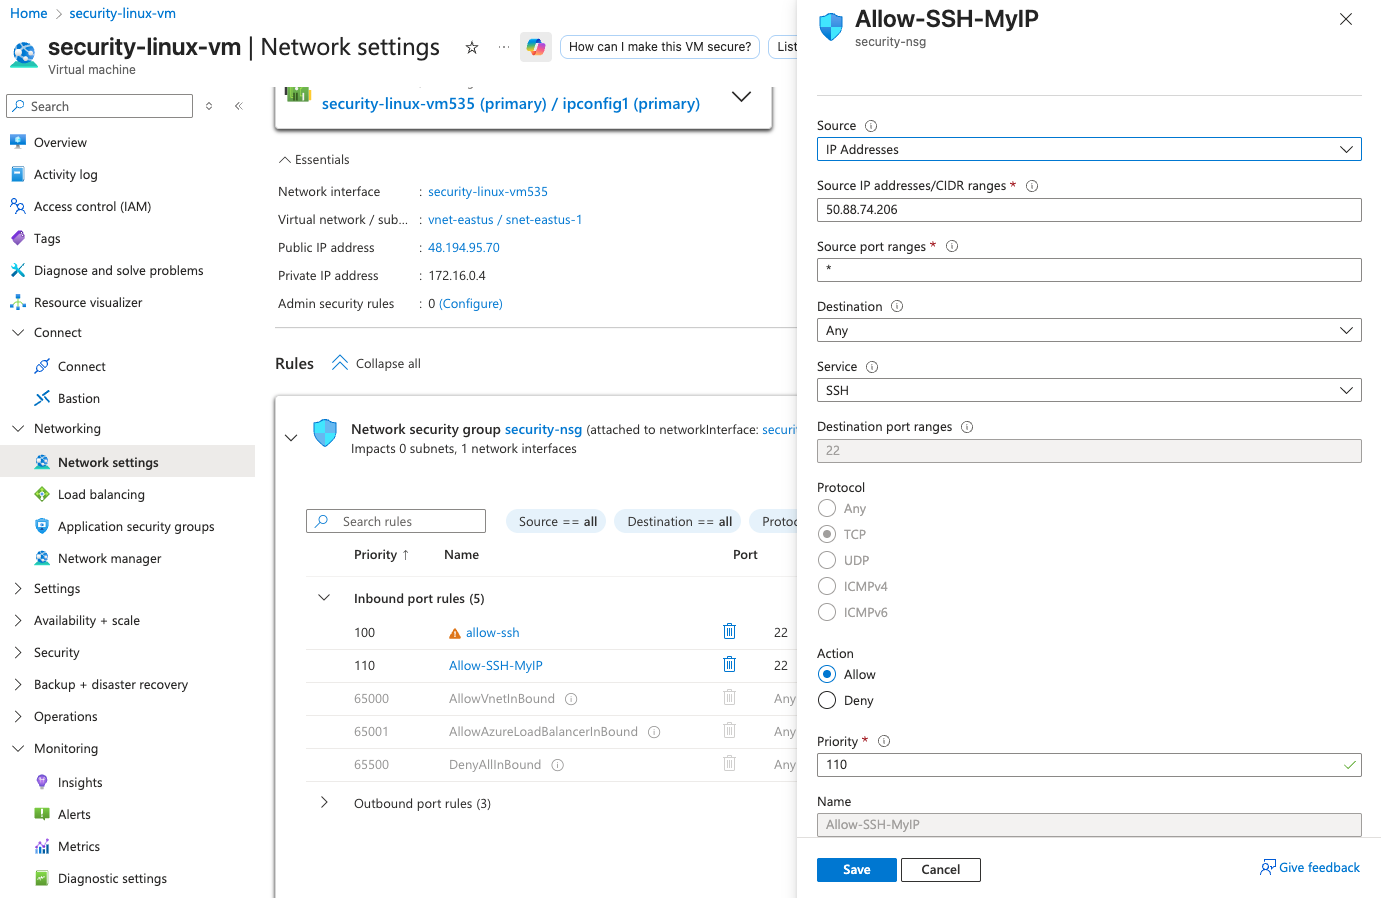 Home > security-linux-vm
security-linux-vm | Network settings
Virtual machine
How can I make this VM secure?
List
Search
Overview
Activity log
Access control (IAM)
Tags
Diagnose and solve problems
Resource visualizer
Connect
Connect
Bastion
Networking
Network settings
Load balancing
Application security groups
Network manager
Settings
Availability + scale
Security
Backup + disaster recovery
Operations
Monitoring
Insights
Alerts
Metrics
Diagnostic settings
security-linux-vm535 (primary) / ipconfig1 (primary)
Essentials
Network interface : security-linux-vm535
Virtual network / sub... : vnet-eastus / snet-eastus-1
Public IP address : 48.194.95.70
Private IP address : 172.16.0.4
Admin security rules : 0 (Configure)
Rules Collapse all
Network security group security-nsg (attached to networkInterface: securi
Impacts 0 subnets, 1 network interfaces
Search rules
Source == all
Destination == all
Protoc
Priority ↑ Name Port
Inbound port rules (5)
100 allow-ssh 22
110 Allow-SSH-MyIP 22
65000 AllowVnetInBound Any
65001 AllowAzureLoadBalancerInBound Any
65500 DenyAllInBound Any
Outbound port rules (3)
Allow-SSH-MyIP
security-nsg
Source
IP Addresses
Source IP addresses/CIDR ranges *
50.88.74.206
Source port ranges *
*
Destination
Any
Service
SSH
Destination port ranges
22
Protocol
Any
TCP
UDP
ICMPv4
ICMPv6
Action
Allow
Deny
Priority *
110
Name
Allow-SSH-MyIP
Save
Cancel
Give feedback